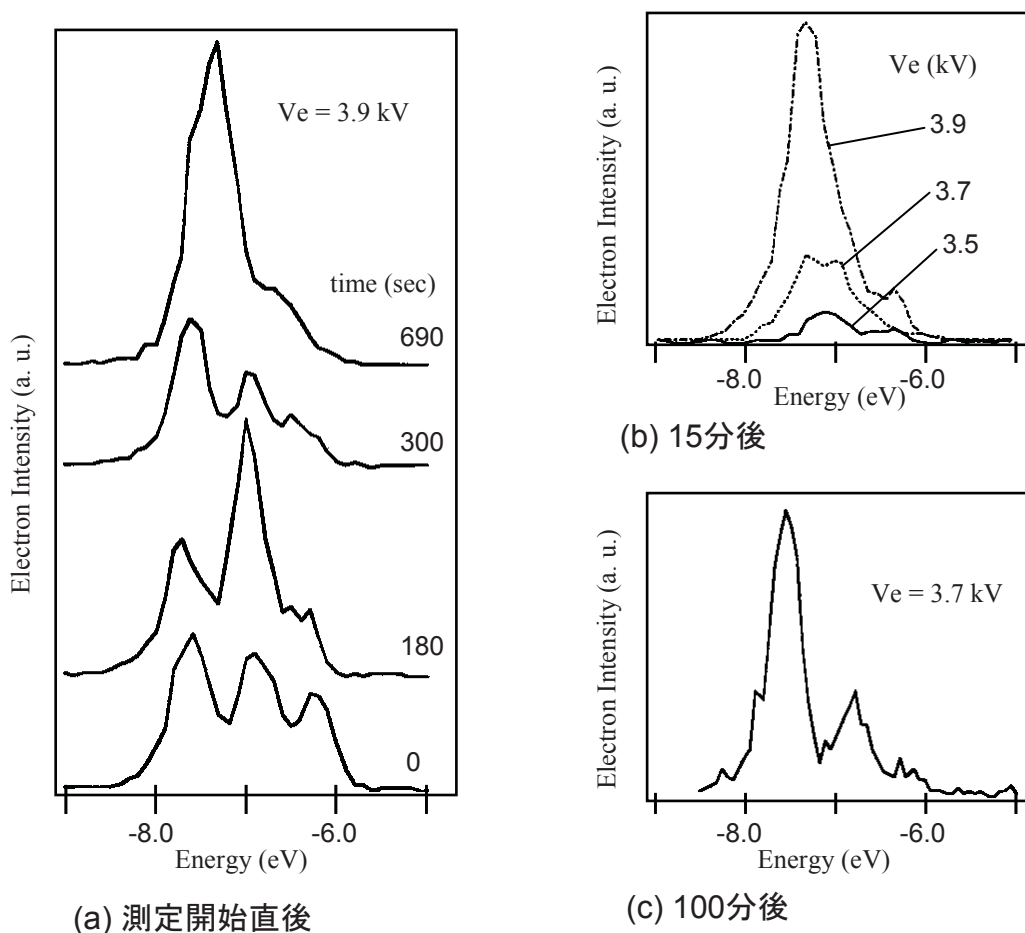 Electron Intensity (a. u.)
Ve = 3.9 kV
time (sec)
690
300
180
0
-8.0
-6.0
Energy (eV)
(a) 測定開始直後
Electron Intensity (a. u.)
Ve (kV)
3.9
3.7
3.5
-8.0
-6.0
Energy (eV)
(b) 15分後
Electron Intensity (a. u.)
Ve = 3.7 kV
-8.0
-6.0
Energy (eV)
(c) 100分後